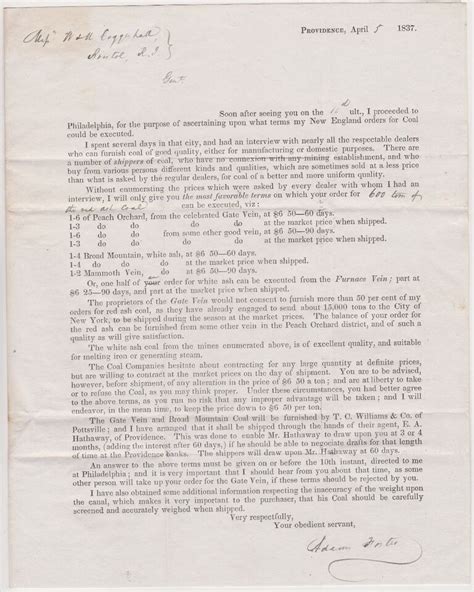 PROVIDENCE, April 5 1837.
Mess W & N Coggeshall
Bristol, R.I.
Gent.
Soon after seeing you on the ult., I proceeded to
Philadelphia, for the purpose of ascertaining upon what terms my New England orders for Coal
could be executed.
I spent several days in that city, and had an interview with nearly all the respectable dealers
who can furnish coal of good quality, either for manufacturing or domestic purposes. There are
a number of shippers of coal, who have no connexion with any mining establishment, and who
buy from various persons different kinds and qualities, which are sometimes sold at a less price
than what is asked by the regular dealers, for coal of a better and more uniform quality.
Without enumerating the prices which were asked by every dealer with whom I had an
interview, I will only give you the most favorable terms on which your order for 600 tons of
the red ash Coal can be executed, viz:
1-6 of Peach Orchard, from the celebrated Gate Vein, at $6 50—60 days.
1-3 do do do do at the market price when shipped.
1-6 do do from some other good vein, at $6 50—90 days.
1-3 do do do do at the market price when shipped.
1-4 Broad Mountain, white ash, at $6 50—60 days.
1-4 do do do at the market price when shipped.
1-2 Mammoth Vein, do at $6 50—90 days.
Or, one half of your order for white ash can be executed from the Furnace Vein; part at
$6 25—90 days, and part at the market price when shipped.
The proprietors of the Gate Vein would not consent to furnish more than 50 per cent of my
orders for red ash coal, as they have already engaged to send about 15,000 tons to the City of
New York, to be shipped during the season at the market prices. The balance of your order for
the red ash can be furnished from some other vein in the Peach Orchard district, and of such a
quality as will give satisfaction.
The white ash coal from the mines enumerated above, is of excellent quality, and suitable
for melting iron or generating steam.
The Coal Companies hesitate about contracting for any large quantity at definite prices,
but are willing to contract at the market prices on the day of shipment. You are to be advised,
however, before shipment, of any alteration in the price of $6 50 a ton; and are at liberty to take
or to refuse the Coal, as you may think proper. Under these circumstances, you had better agree
to the above terms, as you run no risk in the event of any change taking place; and I will
endeavor, in the mean time, to keep the price down to $6 50 for the market orders.
The Gate Vein and Broad Mountain Coal will be furnished by T. C. Williams & Co. of
Pottsville; and I have arranged that it shall be shipped through the hands of their agent, E. A.
Hathaway, of Providence. This was done to enable Mr. Hathaway to draw upon you at 3 or 4
months, (adding the interest after 60 days,) if he should be able to negociate drafts for that length
of time at the Providence banks. The shippers will draw upon Mr. Hathaway at 60 days.
An answer to the above terms must be given on or before the 10th instant, directed to me
at Philadelphia; and it is very important that I should hear from you about that time, as some
other person will take up your order for the Gate Vein, if these terms should be rejected by you.
I have also obtained some additional information respecting the inaccuracy of weight upon
the canal, which makes it very important to the purchaser, that his Coal should be carefully
screened and accurately weighed when shipped.
Very respectfully,
Your obedient servant,
Adam